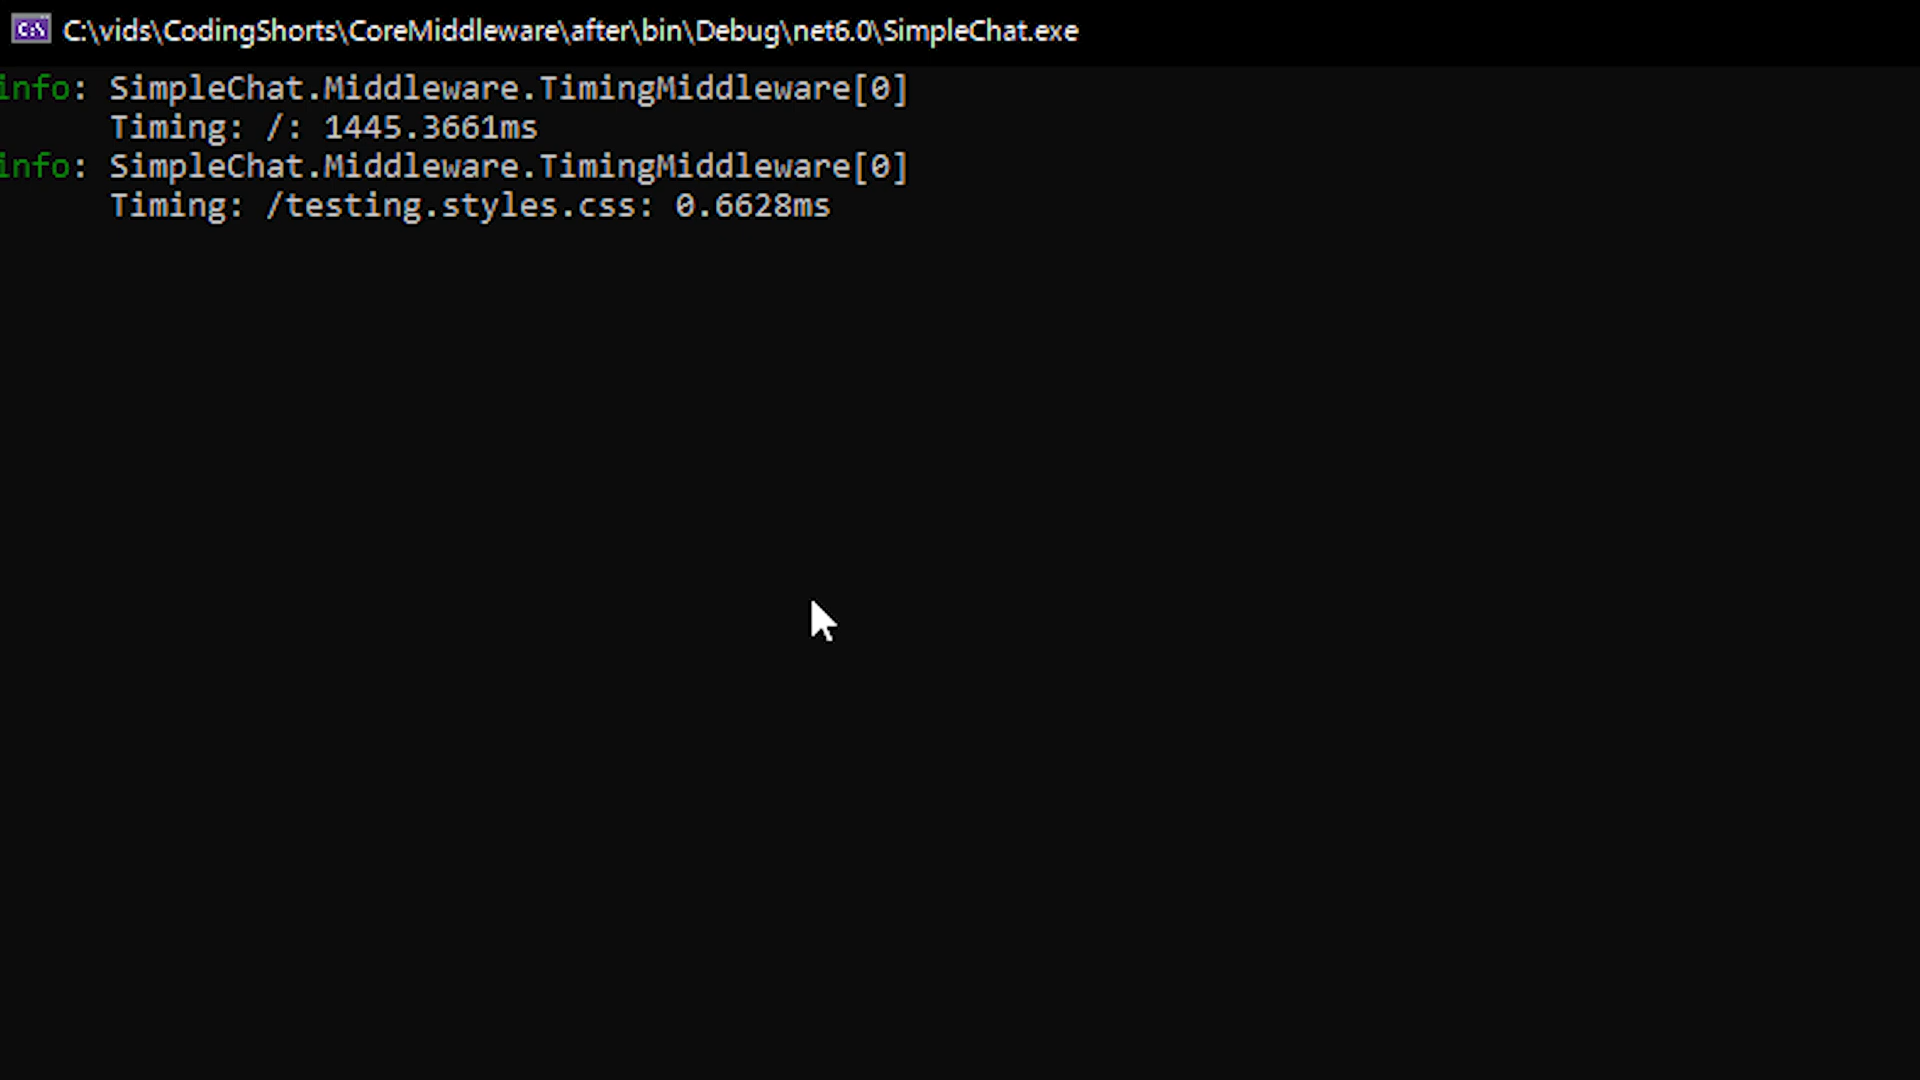 C:\vids\CodingShorts\CoreMiddleware\after\bin\Debug\net6.0\SimpleChat.exe
info: SimpleChat.Middleware.TimingMiddleware[0]
Timing: /: 1445.3661ms
info: SimpleChat.Middleware.TimingMiddleware[0]
Timing: /testing.styles.css: 0.6628ms